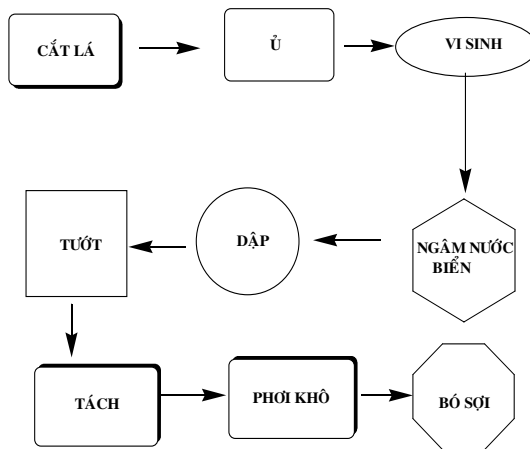 CẮT LÁ
Ủ
VI SINH
NGÂM NƯỚC
BIỂN
DẬP
TƯỚT
TÁCH
PHƠI KHÔ
BÓ SỢI